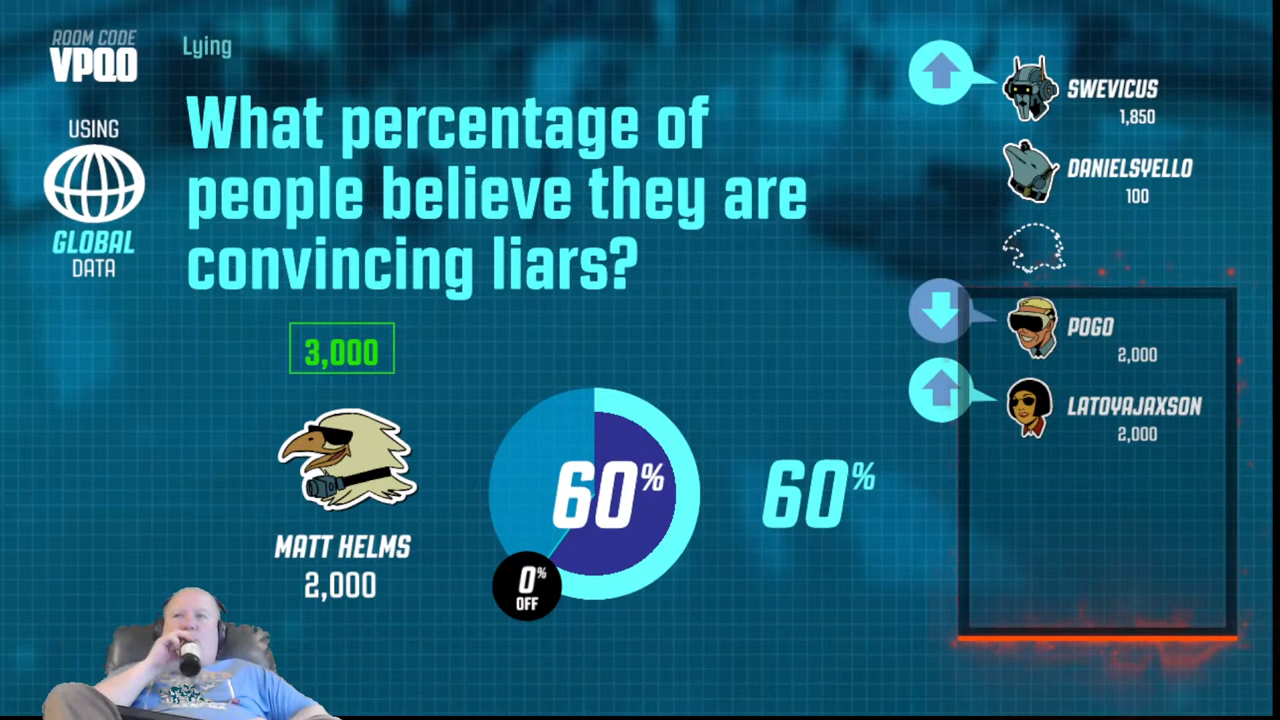 ROOM CODE
VPQO
Lying
USING
GLOBAL
DATA
What percentage of
people believe they are
convincing liars?
3,000
MATT HELMS
2,000
60%
0%
OFF
60%
SWEVICUS
1,850
DANIELSYELLO
100
POGO
2,000
LATOYAJAXSON
2,000